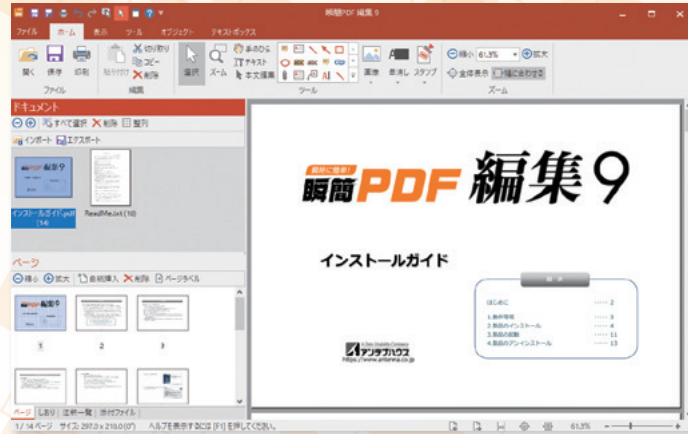 瞬簡PDF 編集 9
ファイル ホーム 表示 ツール オブジェクト テキストボックス
開く 保存 印刷 貼り付け 切り取り コピー 削除 選択 ズーム 手のひら テキスト 本文編集 画像 墨消し スタンプ 縮小 61.3% 拡大 全体表示 幅に合わせる
ファイル 編集 ツール ズーム
ドキュメント
すべて選択 削除 整列
インポート エクスポート
インストールガイド.pdf (14)
ReadMe.txt (10)
ページ
縮小 拡大 白紙挿入 削除 ページラベル
1 2 3
ページ しおり 注釈一覧 添付ファイル
1 / 14 ページ サイズ: 297.0 x 210.0 (0°) ヘルプを表示するには [F1] を押してください。 61.3%
瞬時に簡単!
瞬簡PDF 編集9
インストールガイド
目次
はじめに ····· 2
1.動作環境 ····· 3
2.製品のインストール ····· 4
3.製品の起動 ····· 11
4.製品のアンインストール ····· 13
アンテナハウス
https://www.antenna.co.jp